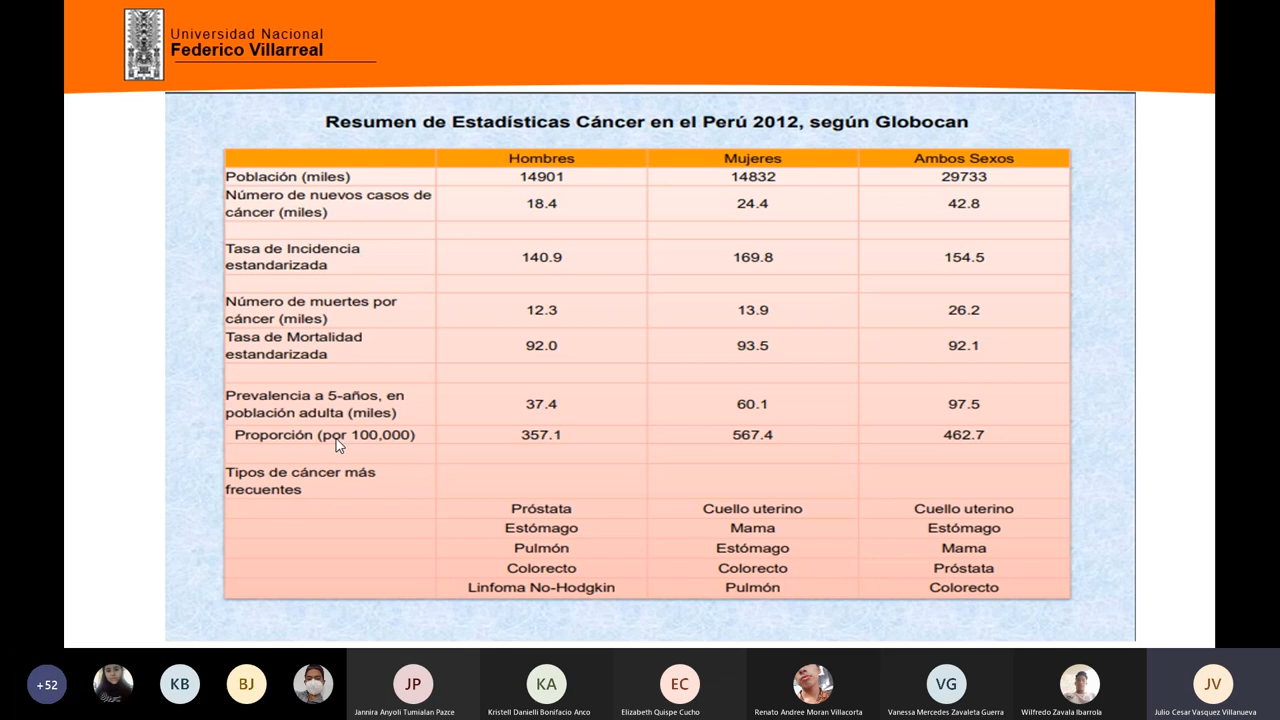 Universidad Nacional
Federico Villarreal
Resumen de Estadísticas Cáncer en el Perú 2012, según Globocan
Hombres Mujeres Ambos Sexos
Población (miles) 14901 14832 29733
Número de nuevos casos de
cáncer (miles) 18.4 24.4 42.8
Tasa de Incidencia
estandarizada 140.9 169.8 154.5
Número de muertes por
cáncer (miles) 12.3 13.9 26.2
Tasa de Mortalidad
estandarizada 92.0 93.5 92.1
Prevalencia a 5-años, en
población adulta (miles) 37.4 60.1 97.5
Proporción (por 100,000) 357.1 567.4 462.7
Tipos de cáncer más
frecuentes
Próstata Cuello uterino Cuello uterino
Estómago Mama Estómago
Pulmón Estómago Mama
Colorecto Colorecto Próstata
Linfoma No-Hodgkin Pulmón Colorecto
+52 KB BJ JP KA EC VG JV
Jannira Anyoli Tumialan Pazce Kristell Danielli Bonifacio Anco Elizabeth Quispe Cucho Renato Andree Moran Villacorta Vanessa Mercedes Zavaleta Guerra Wilfredo Zavala Ibarrola Julio Cesar Vasquez Villanueva